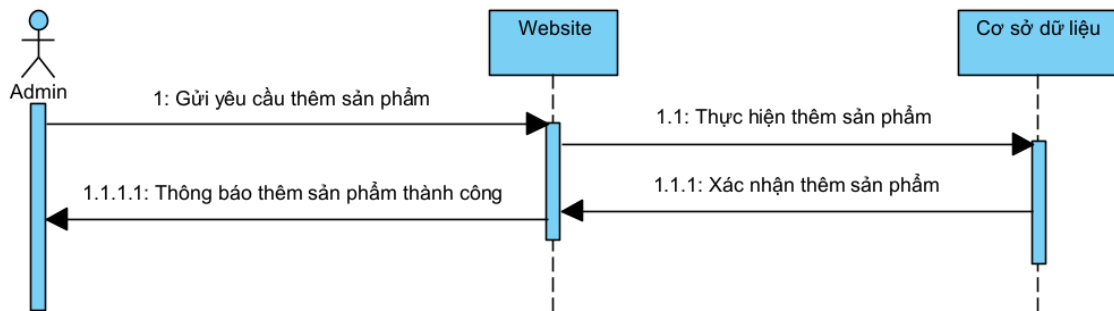 Website
Cơ sở dữ liệu
Admin
1: Gửi yêu cầu thêm sản phẩm
1.1: Thực hiện thêm sản phẩm
1.1.1.1: Thông báo thêm sản phẩm thành công
1.1.1: Xác nhận thêm sản phẩm